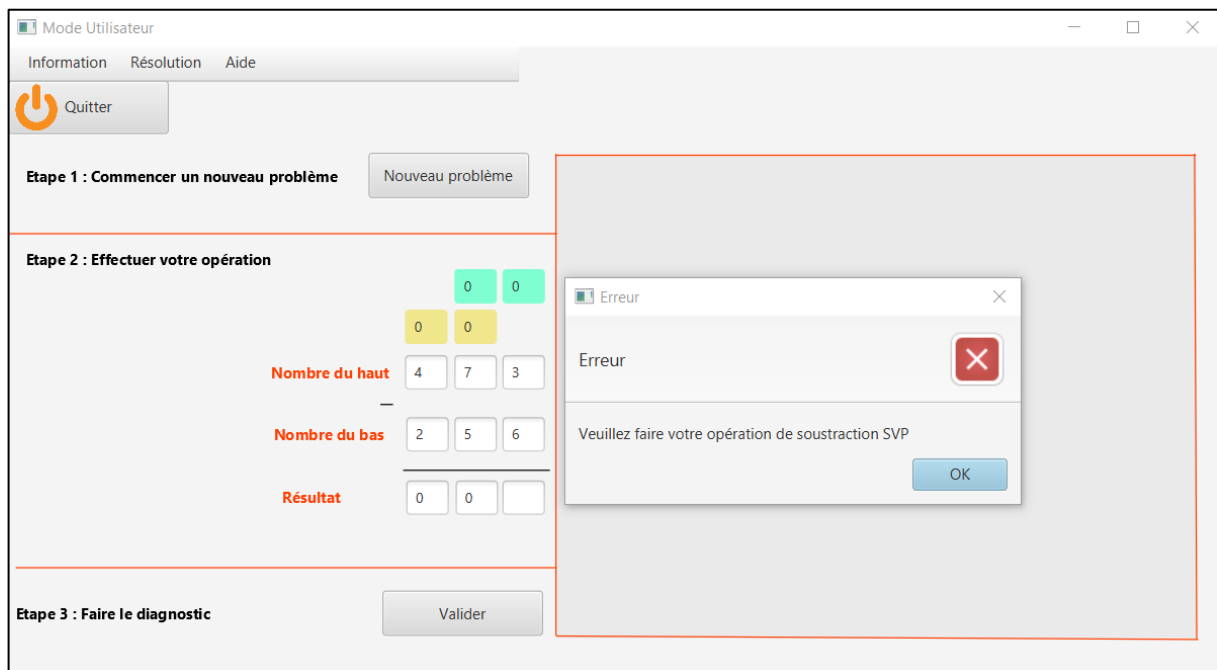 Mode Utilisateur
Information Résolution Aide
Quitter
Etape 1 : Commencer un nouveau problème Nouveau problème
Etape 2 : Effectuer votre opération
0 0
0 0
Nombre du haut 4 7 3
—
Nombre du bas 2 5 6
Résultat 0 0
Erreur
Erreur
Veuillez faire votre opération de soustraction SVP
OK
Etape 3 : Faire le diagnostic Valider